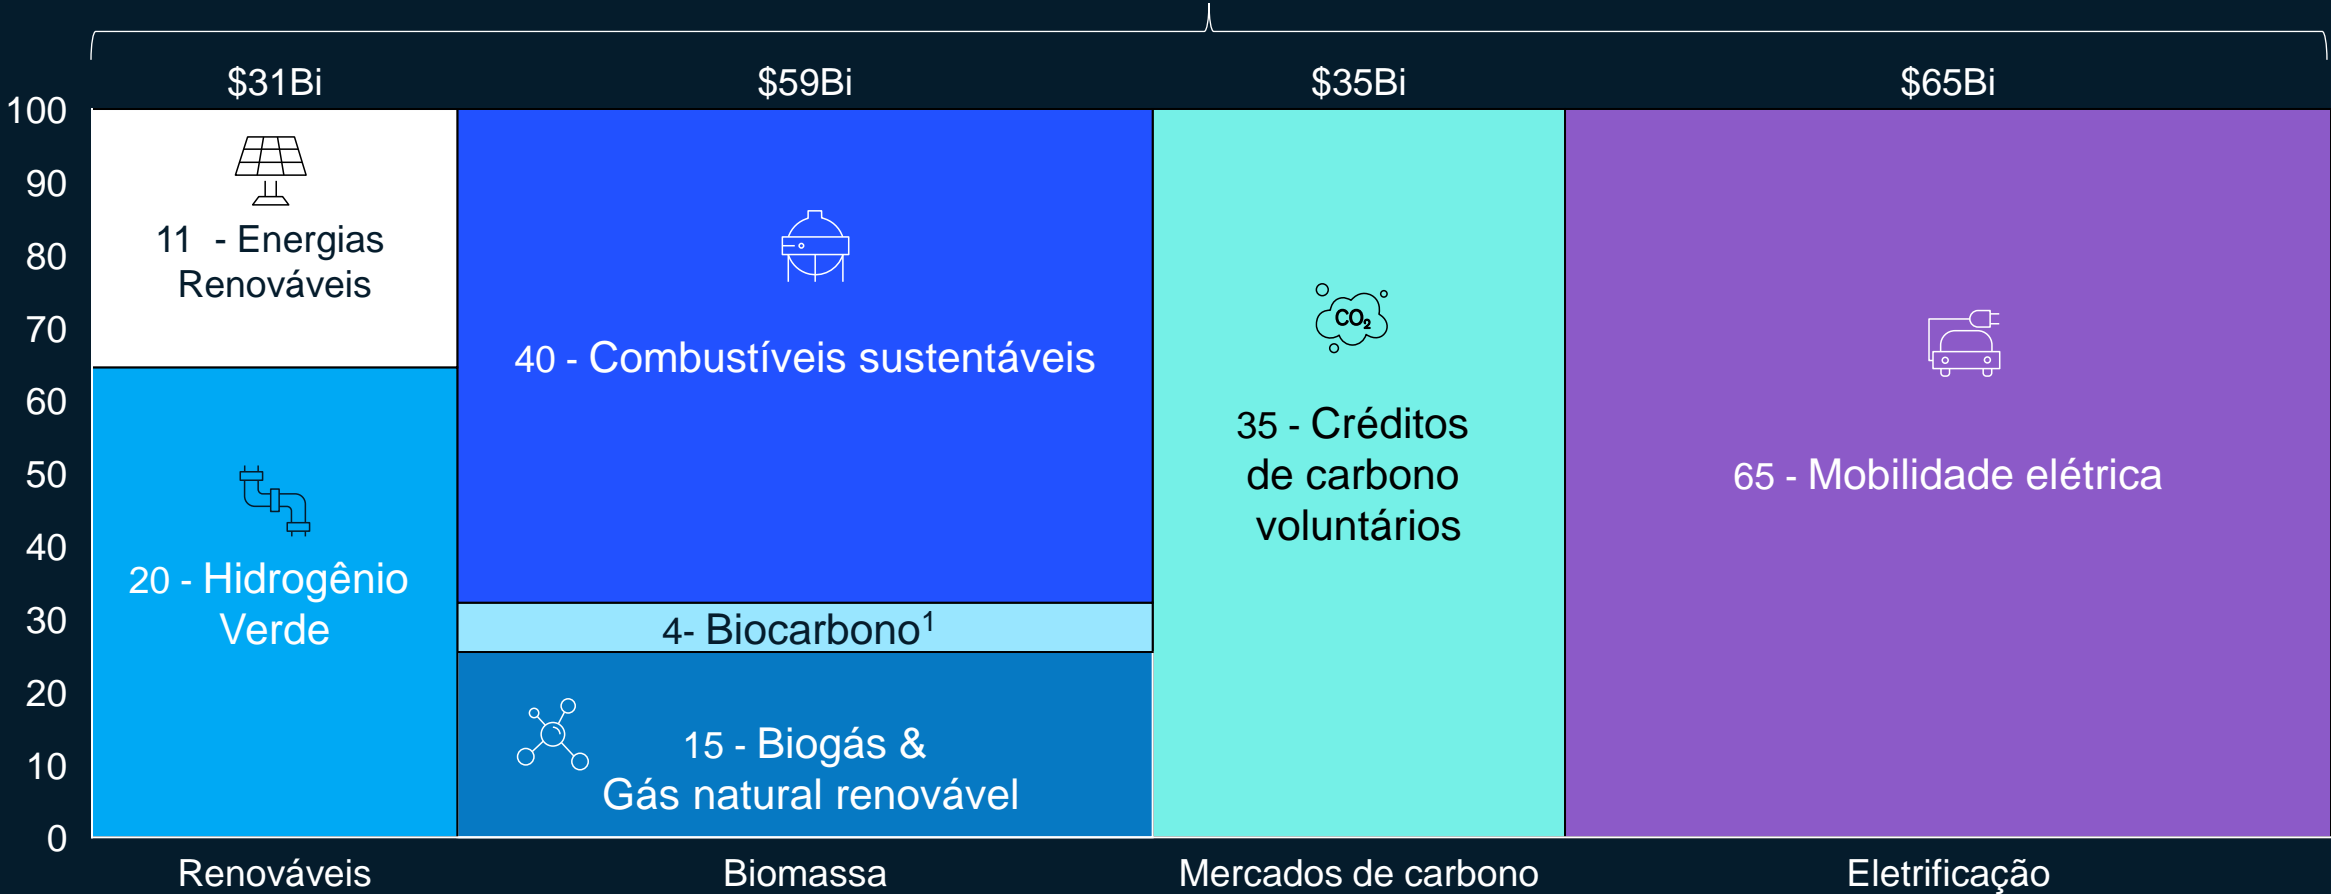 $31Bi
$59Bi
$35Bi
$65Bi
100
90
80
70
60
50
40
30
20
10
0
11 - Energias
Renováveis
20 - Hidrogênio
Verde
40 - Combustíveis sustentáveis
4- Biocarbono¹
15 - Biogás &
Gás natural renovável
CO₂
35 - Créditos
de carbono
voluntários
65 - Mobilidade elétrica
Renováveis
Biomassa
Mercados de carbono
Eletrificação